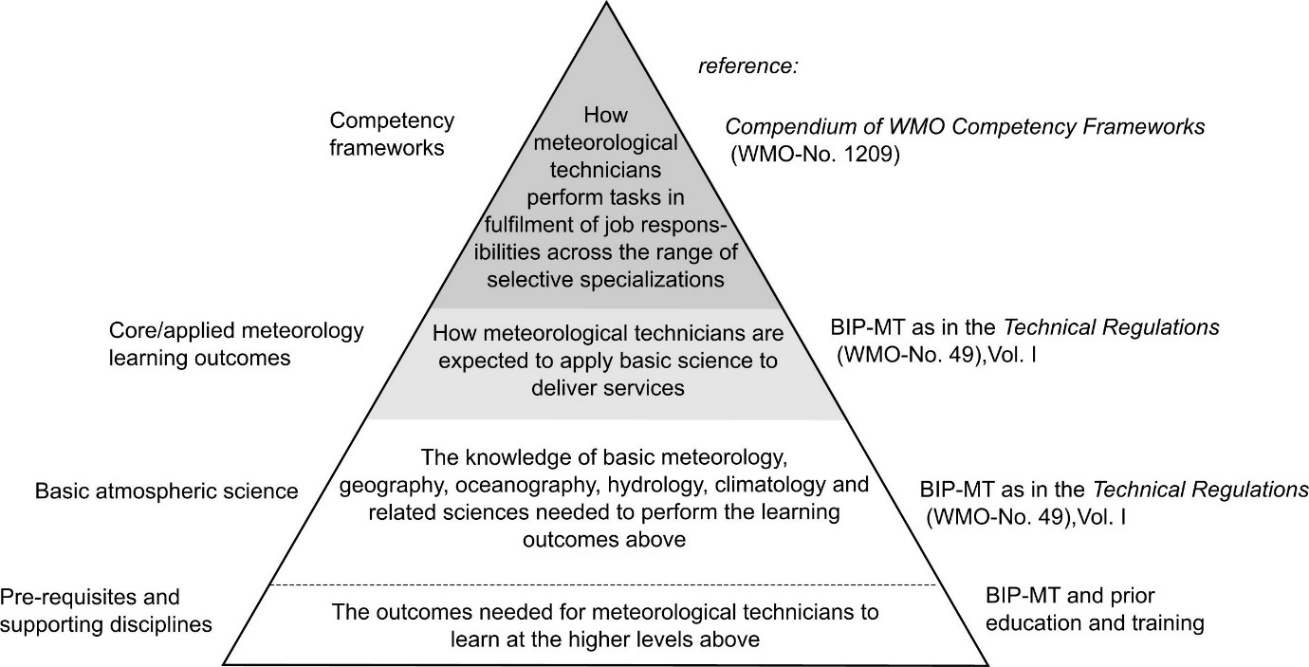 reference:
Competency
frameworks
How
meteorological
technicians
perform tasks in
fulfilment of job respons-
ibilities across the range of
selective specializations
Compendium of WMO Competency Frameworks
(WMO-No. 1209)
Core/applied meteorology
learning outcomes
How meteorological technicians are
expected to apply basic science to
deliver services
BIP-MT as in the Technical Regulations
(WMO-No. 49),Vol. I
Basic atmospheric science
The knowledge of basic meteorology,
geography, oceanography, hydrology, climatology and
related sciences needed to perform the learning
outcomes above
BIP-MT as in the Technical Regulations
(WMO-No. 49),Vol. I
Pre-requisites and
supporting disciplines
The outcomes needed for meteorological technicians to
learn at the higher levels above
BIP-MT and prior
education and training